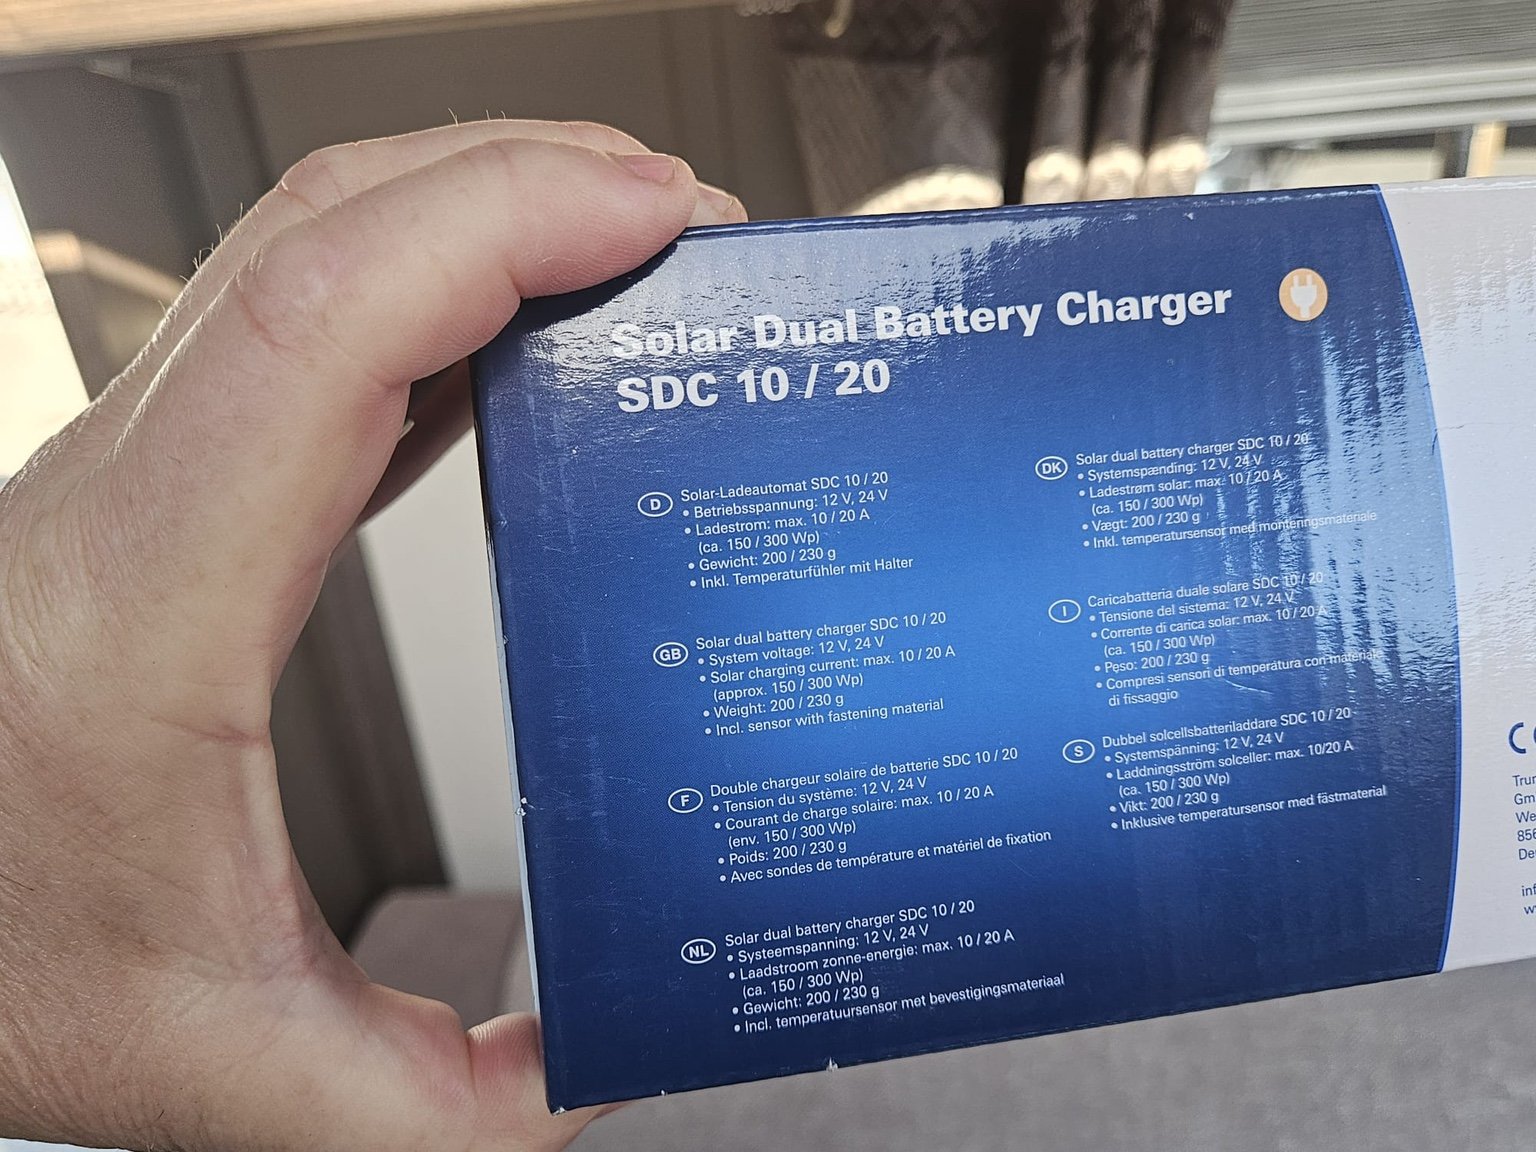 Solar Dual Battery Charger
SDC 10 / 20
D
Solar-Ladeautomat SDC 10 / 20
• Betriebsspannung: 12 V, 24 V
• Ladestrom: max. 10 / 20 A
(ca. 150 / 300 Wp)
• Gewicht: 200 / 230 g
• Inkl. Temperaturfühler mit Halter
GB
Solar dual battery charger SDC 10 / 20
• System voltage: 12 V, 24 V
• Solar charging current: max. 10 / 20 A
(approx. 150 / 300 Wp)
• Weight: 200 / 230 g
• Incl. sensor with fastening material
F
Double chargeur solaire de batterie SDC 10 / 20
• Tension du système: 12 V, 24 V
• Courant de charge solaire: max. 10 / 20 A
(env. 150 / 300 Wp)
• Poids: 200 / 230 g
• Avec sondes de température et matériel de fixation
NL
Solar dual battery charger SDC 10 / 20
• Systeemspanning: 12 V, 24 V
• Laadstroom zonne-energie: max. 10 / 20 A
(ca. 150 / 300 Wp)
• Gewicht: 200 / 230 g
• Incl. temperatuursensor met bevestigingsmateriaal
DK
Solar dual battery charger SDC 10 / 20
• Systemspænding: 12 V, 24 V
• Ladestrøm solar: max. 10 / 20 A
(ca. 150 / 300 Wp)
• Vægt: 200 / 230 g
• Inkl. temperatursensor med monteringsmateriale
I
Caricabatteria duale solare SDC 10 / 20
• Tensione del sistema: 12 V, 24 V
• Corrente di carica solar: max. 10 / 20 A
(ca. 150 / 300 Wp)
• Peso: 200 / 230 g
• Compresi sensori di temperatura con materiale
di fissaggio
S
Dubbel solcellsbatteriladdare SDC 10 / 20
• Systemspänning: 12 V, 24 V
• Laddningsström solceller: max. 10/20 A
(ca. 150 / 300 Wp)
• Vikt: 200 / 230 g
• Inklusive temperatursensor med fästmaterial